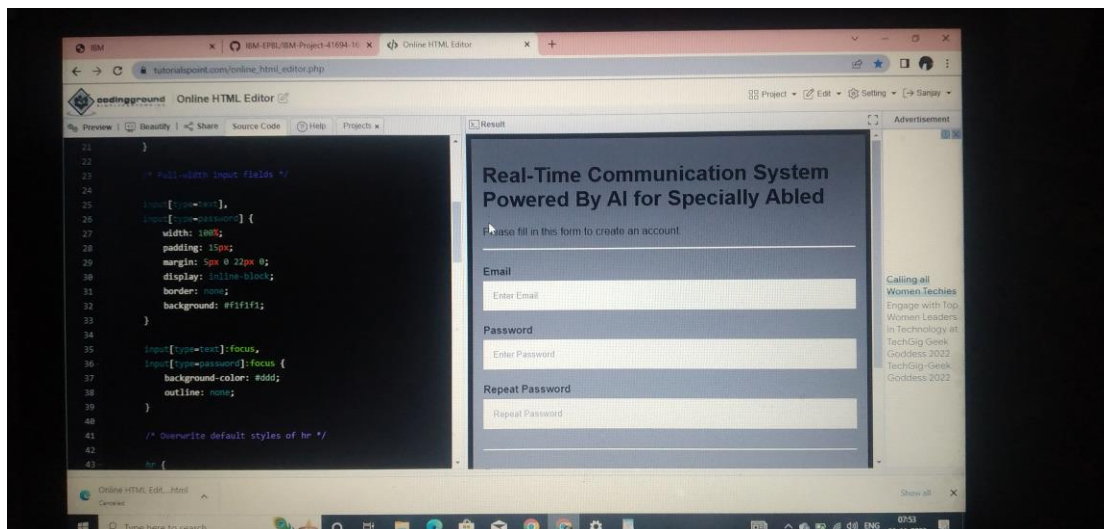 IBM
IBM-EPBL/IBM-Project-41694-16
Online HTML Editor
tutorialspoint.com/online_html_editor.php
codingground Online HTML Editor
Project Edit Setting Sanjay
Preview | Beautify | Share Source Code Help Projects
Result
Advertisement
21 }
22
23 /* Full-width input fields */
24
25 input[type=text],
26 input[type=password] {
27 width: 100%;
28 padding: 15px;
29 margin: 5px 0 22px 0;
30 display: inline-block;
31 border: none;
32 background: #f1f1f1;
33 }
34
35 input[type=text]:focus,
36 input[type=password]:focus {
37 background-color: #ddd;
38 outline: none;
39 }
40
41 /* Overwrite default styles of hr */
42
43 hr {
Real-Time Communication System
Powered By AI for Specially Abled
Please fill in this form to create an account.
Email
Enter Email
Password
Enter Password
Repeat Password
Repeat Password
Calling all
Women Techies
Engage with Top
Women Leaders
in Technology at
TechGig Geek
Goddess 2022
TechGig-Geek
Goddess 2022
Online HTML Edit....html
Canceled
Show all
Type here to search
ENG
07:53